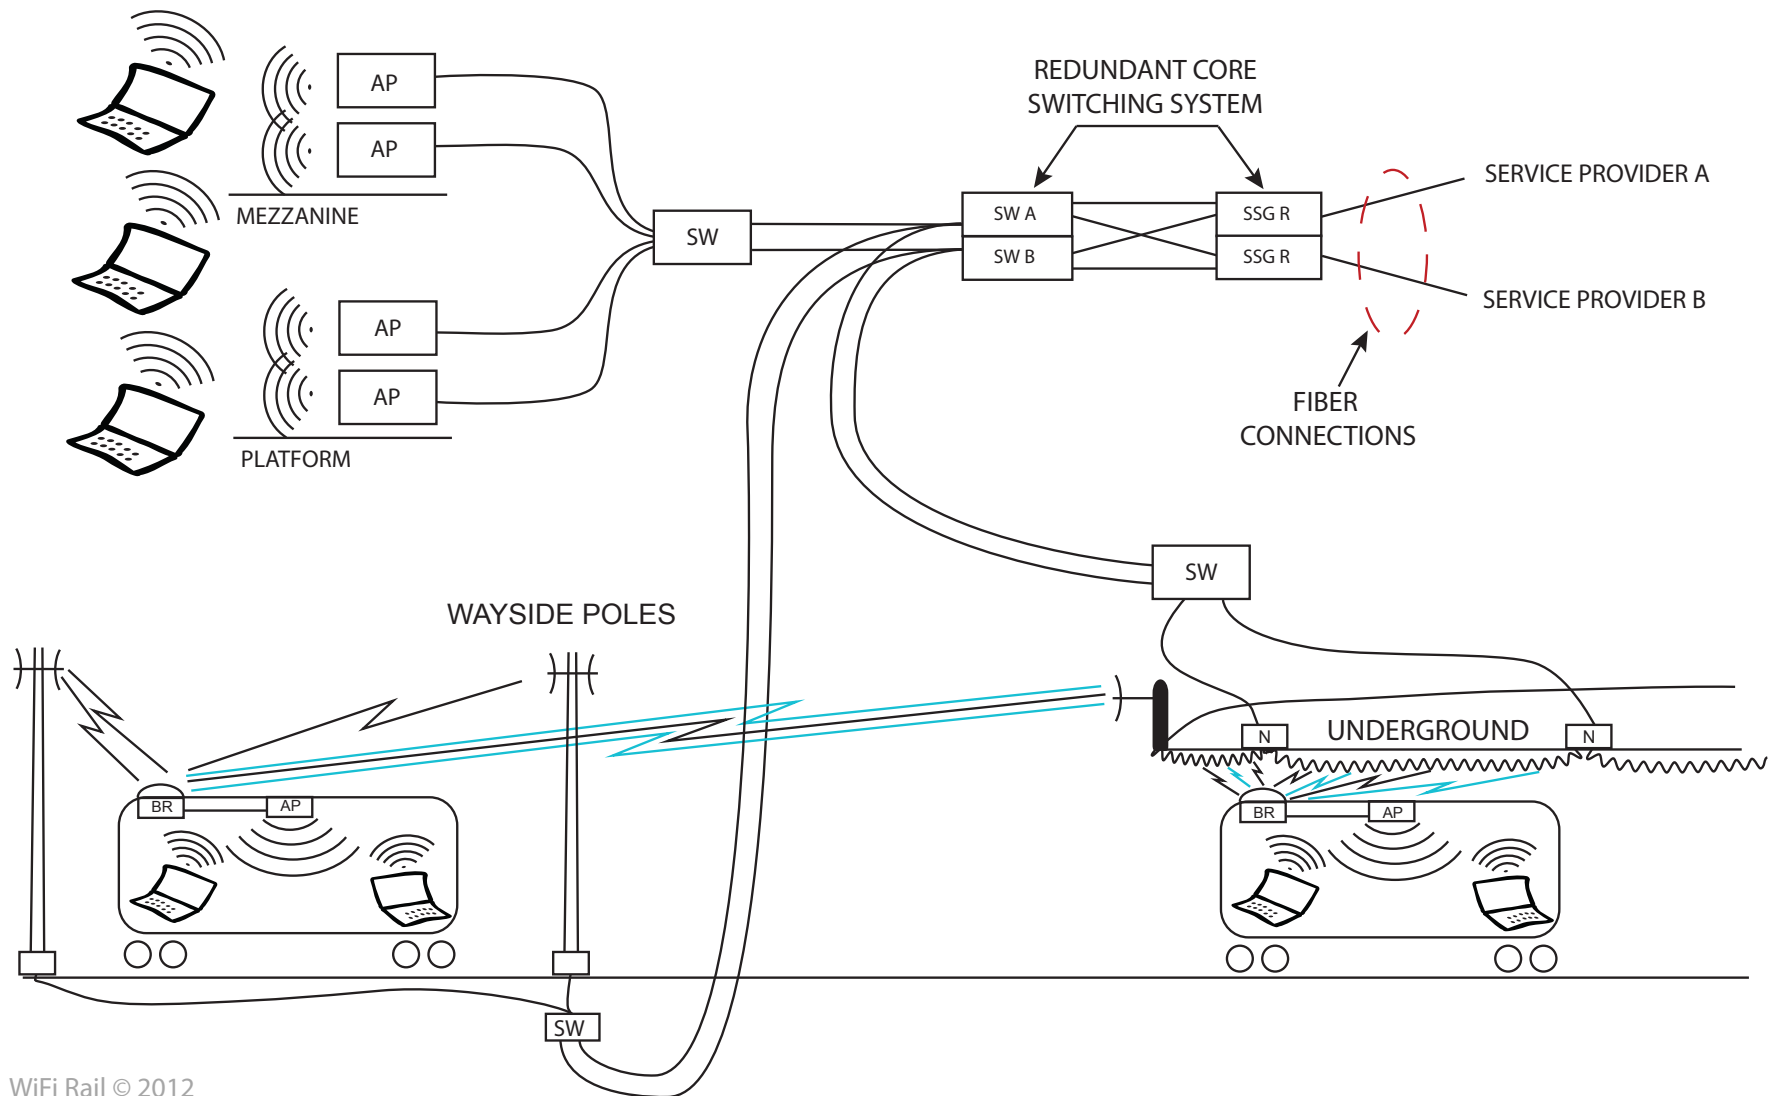 AP
AP
MEZZANINE
AP
AP
PLATFORM
SW
REDUNDANT CORE
SWITCHING SYSTEM
SW A
SW B
SSG R
SSG R
SERVICE PROVIDER A
SERVICE PROVIDER B
FIBER
CONNECTIONS
SW
WAYSIDE POLES
UNDERGROUND
N
N
BR
AP
BR
AP
SW
WiFi Rail © 2012